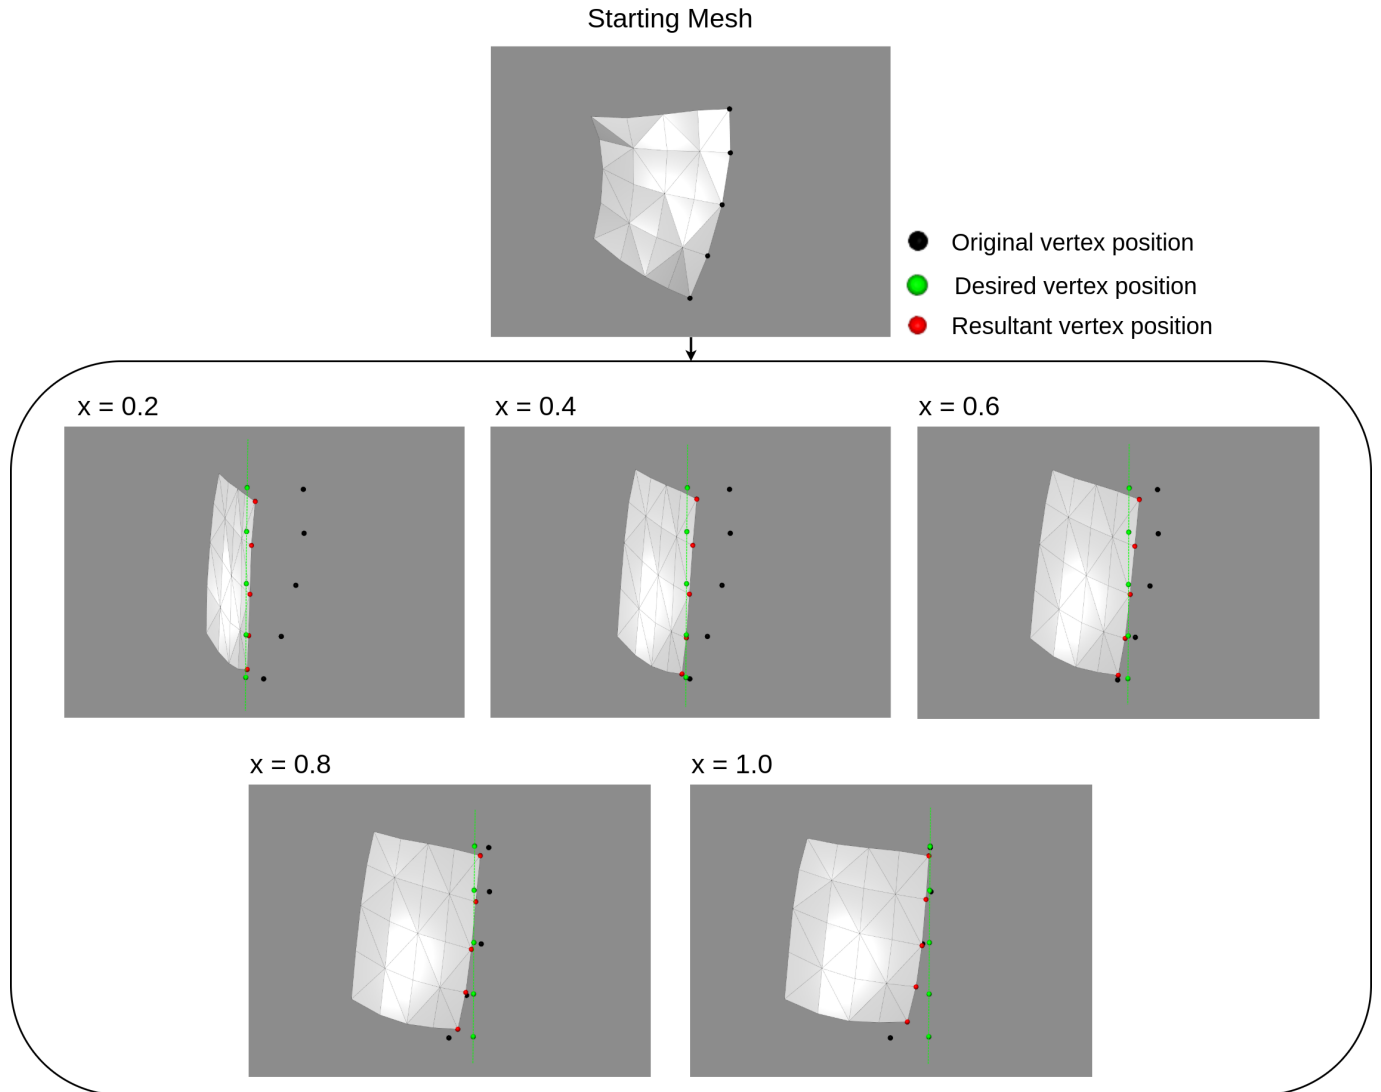 Starting Mesh
Original vertex position
Desired vertex position
Resultant vertex position
x = 0.2
x = 0.4
x = 0.6
x = 0.8
x = 1.0